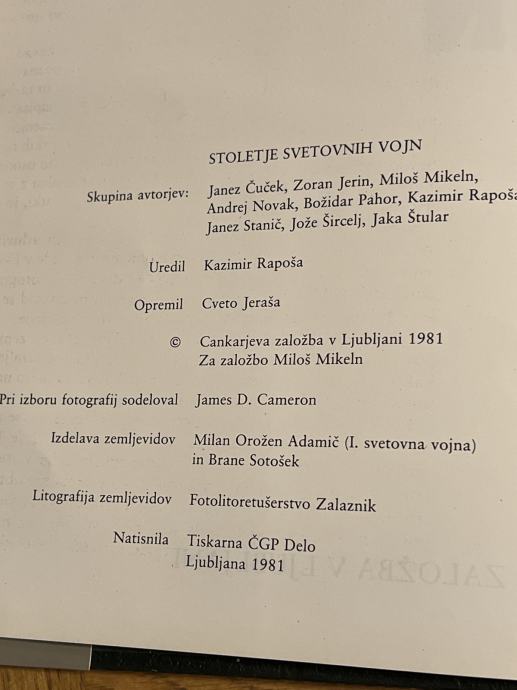 STOLETJE SVETOVNIH VOJN
Skupina avtorjev: Janez Čuček, Zoran Jerin, Miloš Mikeln,
Andrej Novak, Božidar Pahor, Kazimir Rapoša
Janez Stanič, Jože Šircelj, Jaka Štular
Uredil Kazimir Rapoša
Opremil Cveto Jeraša
© Cankarjeva založba v Ljubljani 1981
Za založbo Miloš Mikeln
Pri izboru fotografij sodeloval James D. Cameron
Izdelava zemljevidov Milan Orožen Adamič (I. svetovna vojna)
in Brane Sotošek
Litografija zemljevidov Fotolitoretušerstvo Zalaznik
Natisnila Tiskarna ČGP Delo
Ljubljana 1981